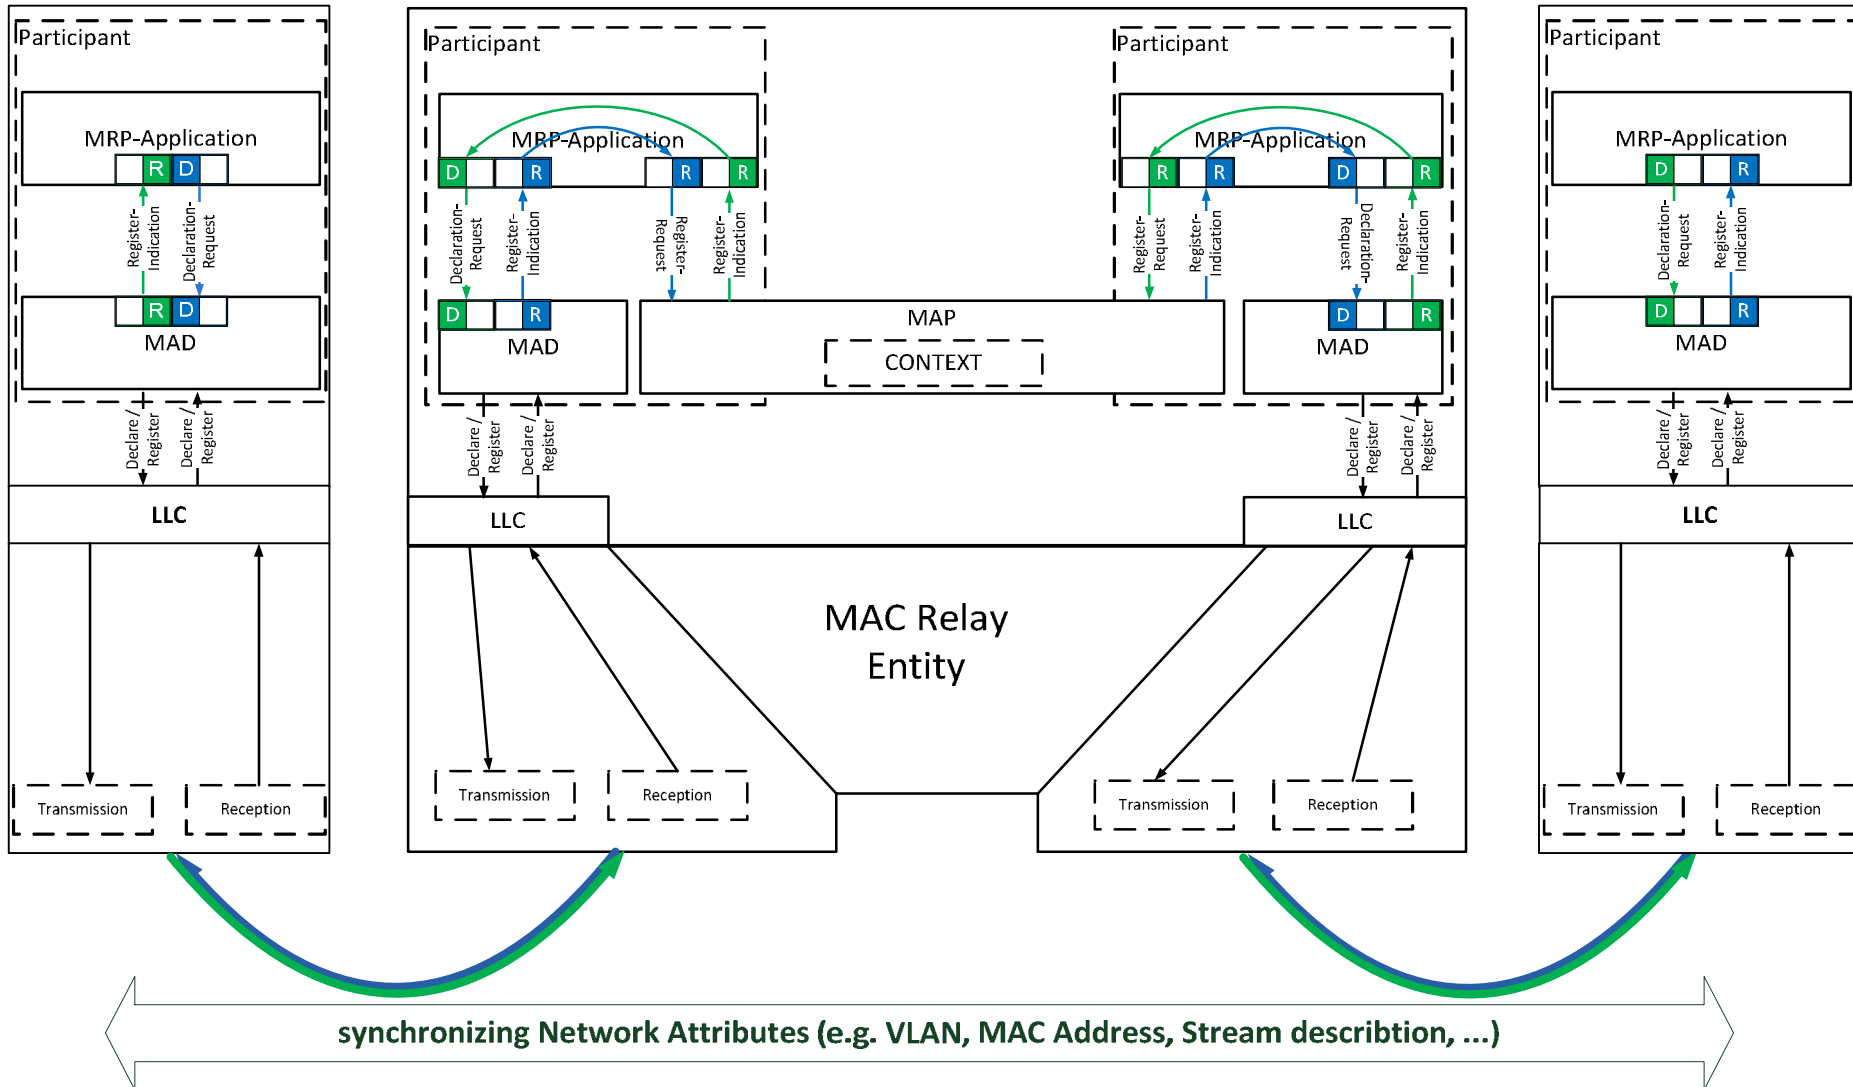 Participant
MRP-Application
R D
Register-
Indication
Declaration-
Request
R D
MAD
Declare /
Register
Declare /
Register
LLC
Transmission
Reception
Participant
MRP-Application
D R R R
Declaration-
Request
Register-
Indication
Register-
Request
Register-
Indication
D R
MAD
Declare /
Register
Declare /
Register
LLC
Transmission
Reception
MAP
CONTEXT
MAC Relay
Entity
Participant
MRP-Application
R R D R
Register-
Request
Register-
Indication
Declaration-
Request
Register-
Indication
D R
MAD
Declare /
Register
Declare /
Register
LLC
Transmission
Reception
Participant
MRP-Application
D R
Declaration-
Request
Register-
Indication
D R
MAD
Declare /
Register
Declare /
Register
LLC
Transmission
Reception
synchronizing Network Attributes (e.g. VLAN, MAC Address, Stream describtion, ...)